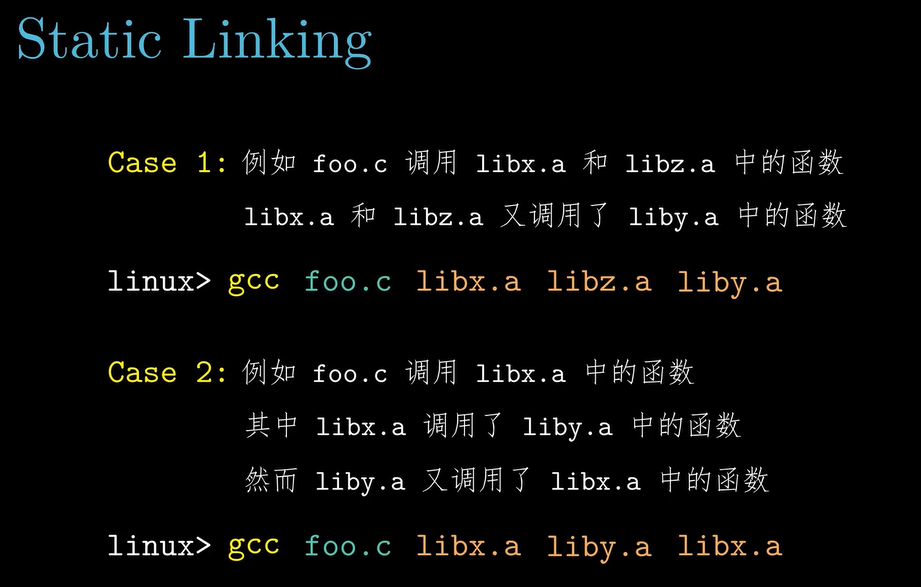 Static Linking
Case 1: 例如 foo.c 调用 libx.a 和 libz.a 中的函数
libx.a 和 libz.a 又调用了 liby.a 中的函数
linux> gcc foo.c libx.a libz.a liby.a
Case 2: 例如 foo.c 调用 libx.a 中的函数
其中 libx.a 调用了 liby.a 中的函数
然而 liby.a 又调用了 libx.a 中的函数
linux> gcc foo.c libx.a liby.a libx.a